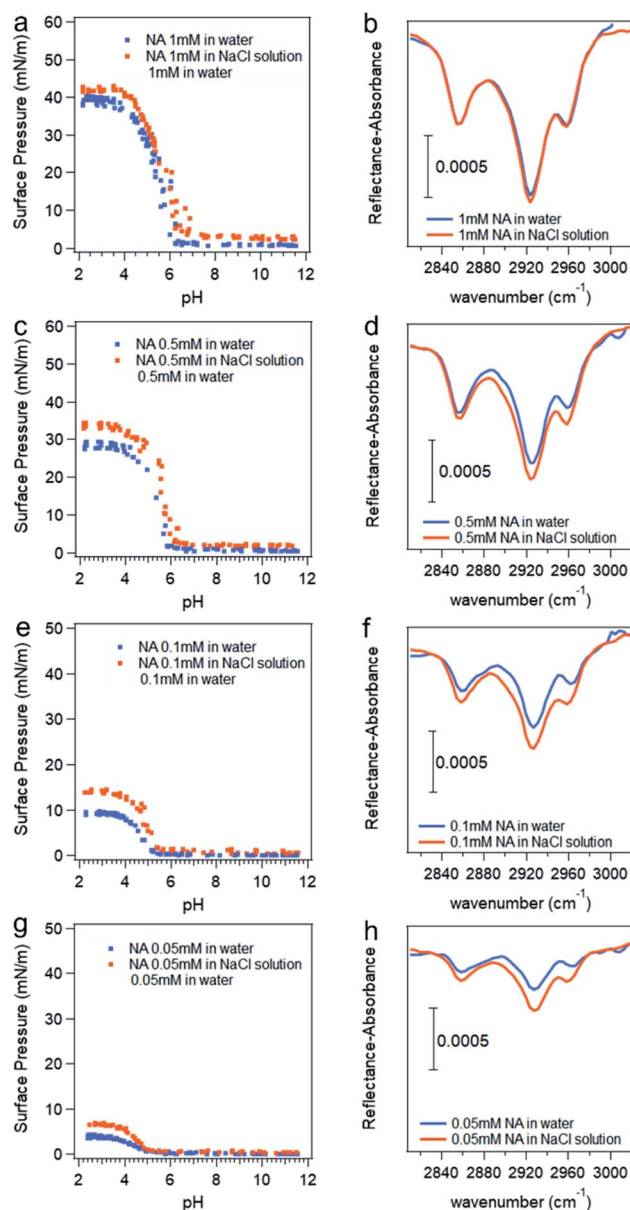 a
Surface Pressure (mN/m)
60
50
40
30
20
10
0
NA 1mM in water
NA 1mM in NaCl solution
1mM in water
2 4 6 8 10 12
pH
b
Reflectance-Absorbance
0.0005
1mM NA in water
1mM NA in NaCl solution
2840 2880 2920 2960 3000
wavenumber (cm⁻¹)
c
Surface Pressure (mN/m)
60
50
40
30
20
10
0
NA 0.5mM in water
NA 0.5mM in NaCl solution
0.5mM in water
2 4 6 8 10 12
pH
d
Reflectance-Absorbance
0.0005
0.5mM NA in water
0.5mM NA in NaCl solution
2840 2880 2920 2960 3000
wavenumber (cm⁻¹)
e
Surface Pressure (mN/m)
50
40
30
20
10
0
NA 0.1mM in water
NA 0.1mM in NaCl solution
0.1mM in water
2 4 6 8 10 12
pH
f
Reflectance-Absorbance
0.0005
0.1mM NA in water
0.1mM NA in NaCl solution
2840 2880 2920 2960 3000
wavenumber (cm⁻¹)
g
Surface Pressure (mN/m)
50
40
30
20
10
0
NA 0.05mM in water
NA 0.05mM in NaCl solution
0.05mM in water
2 4 6 8 10 12
pH
h
Reflectance-Absorbance
0.0005
0.05mM NA in water
0.05mM NA in NaCl solution
2840 2880 2920 2960 3000
wavenumber (cm⁻¹)